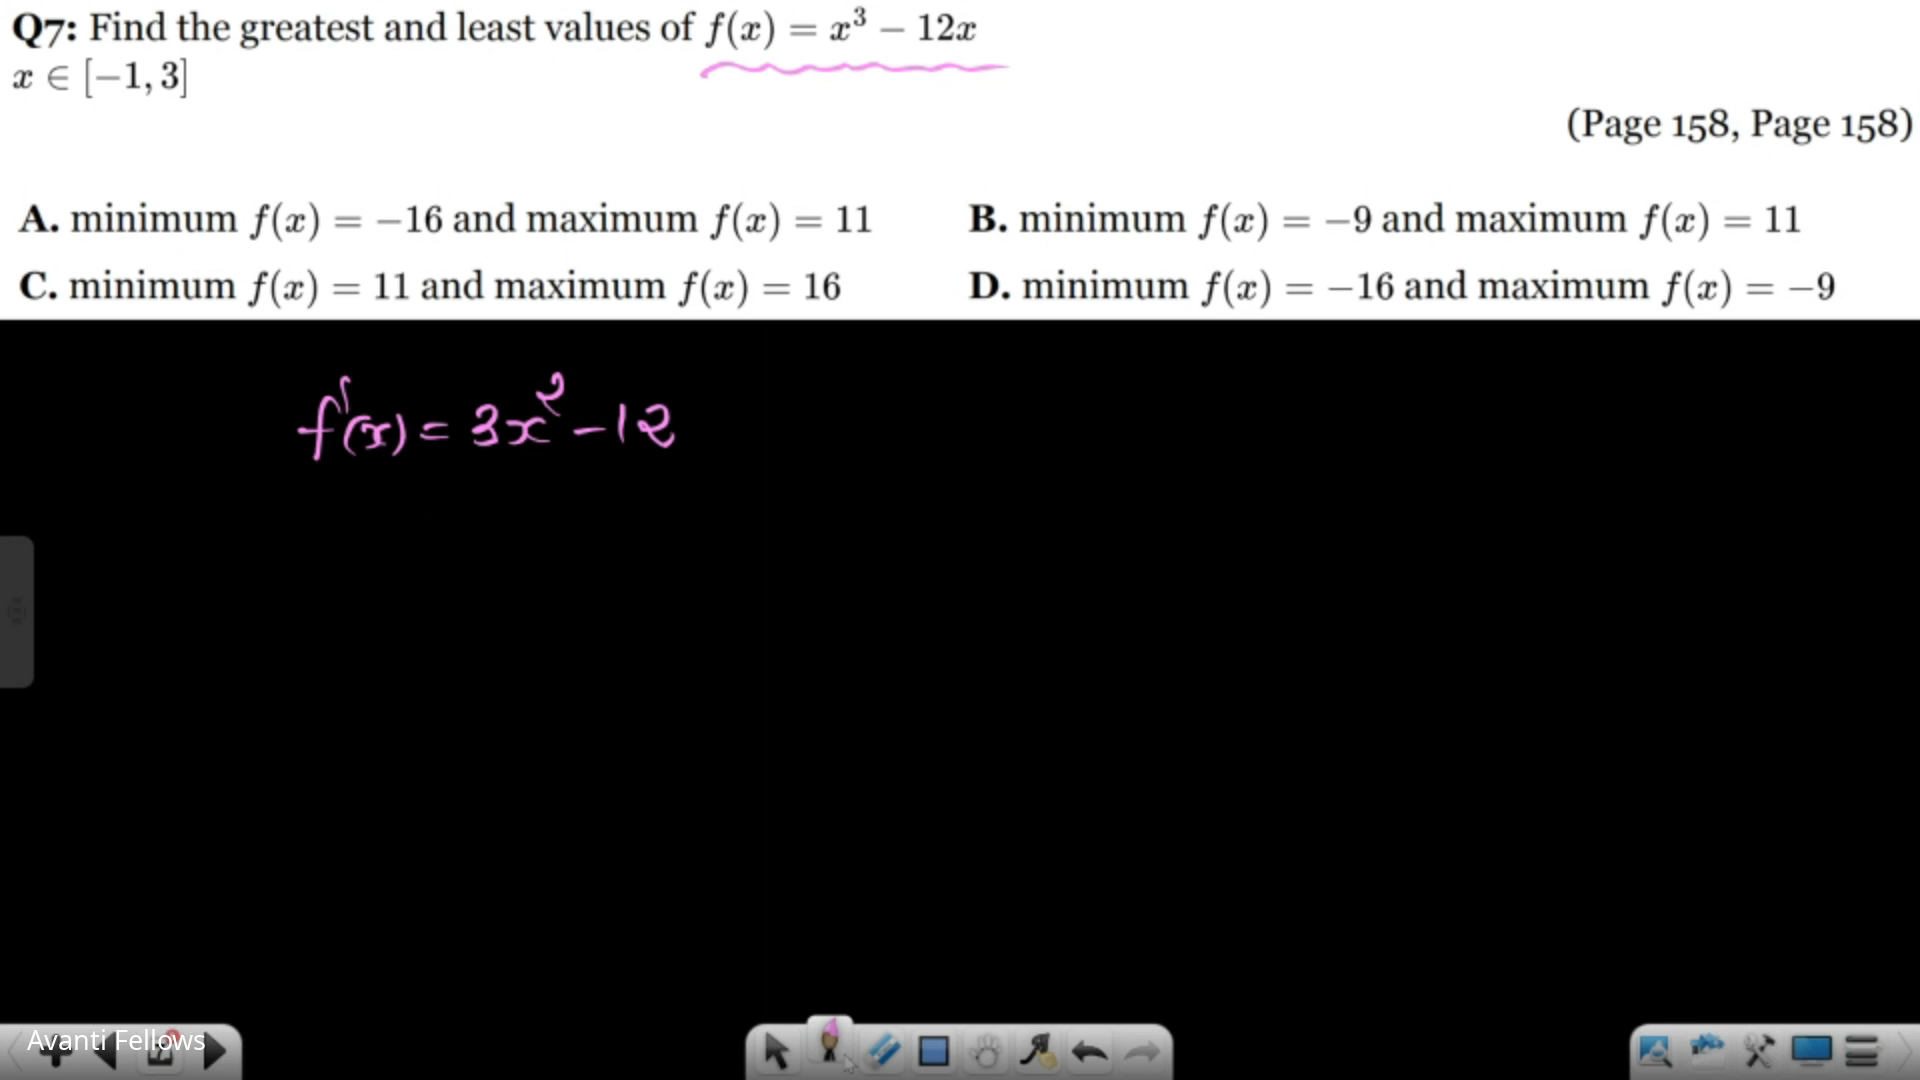 Q7: Find the greatest and least values of f(x) = x³ − 12x
x ∈ [−1, 3]
(Page 158, Page 158)
A. minimum f(x) = −16 and maximum f(x) = 11
B. minimum f(x) = −9 and maximum f(x) = 11
C. minimum f(x) = 11 and maximum f(x) = 16
D. minimum f(x) = −16 and maximum f(x) = −9
f'(x) = 3x² − 12
Avanti Fellows